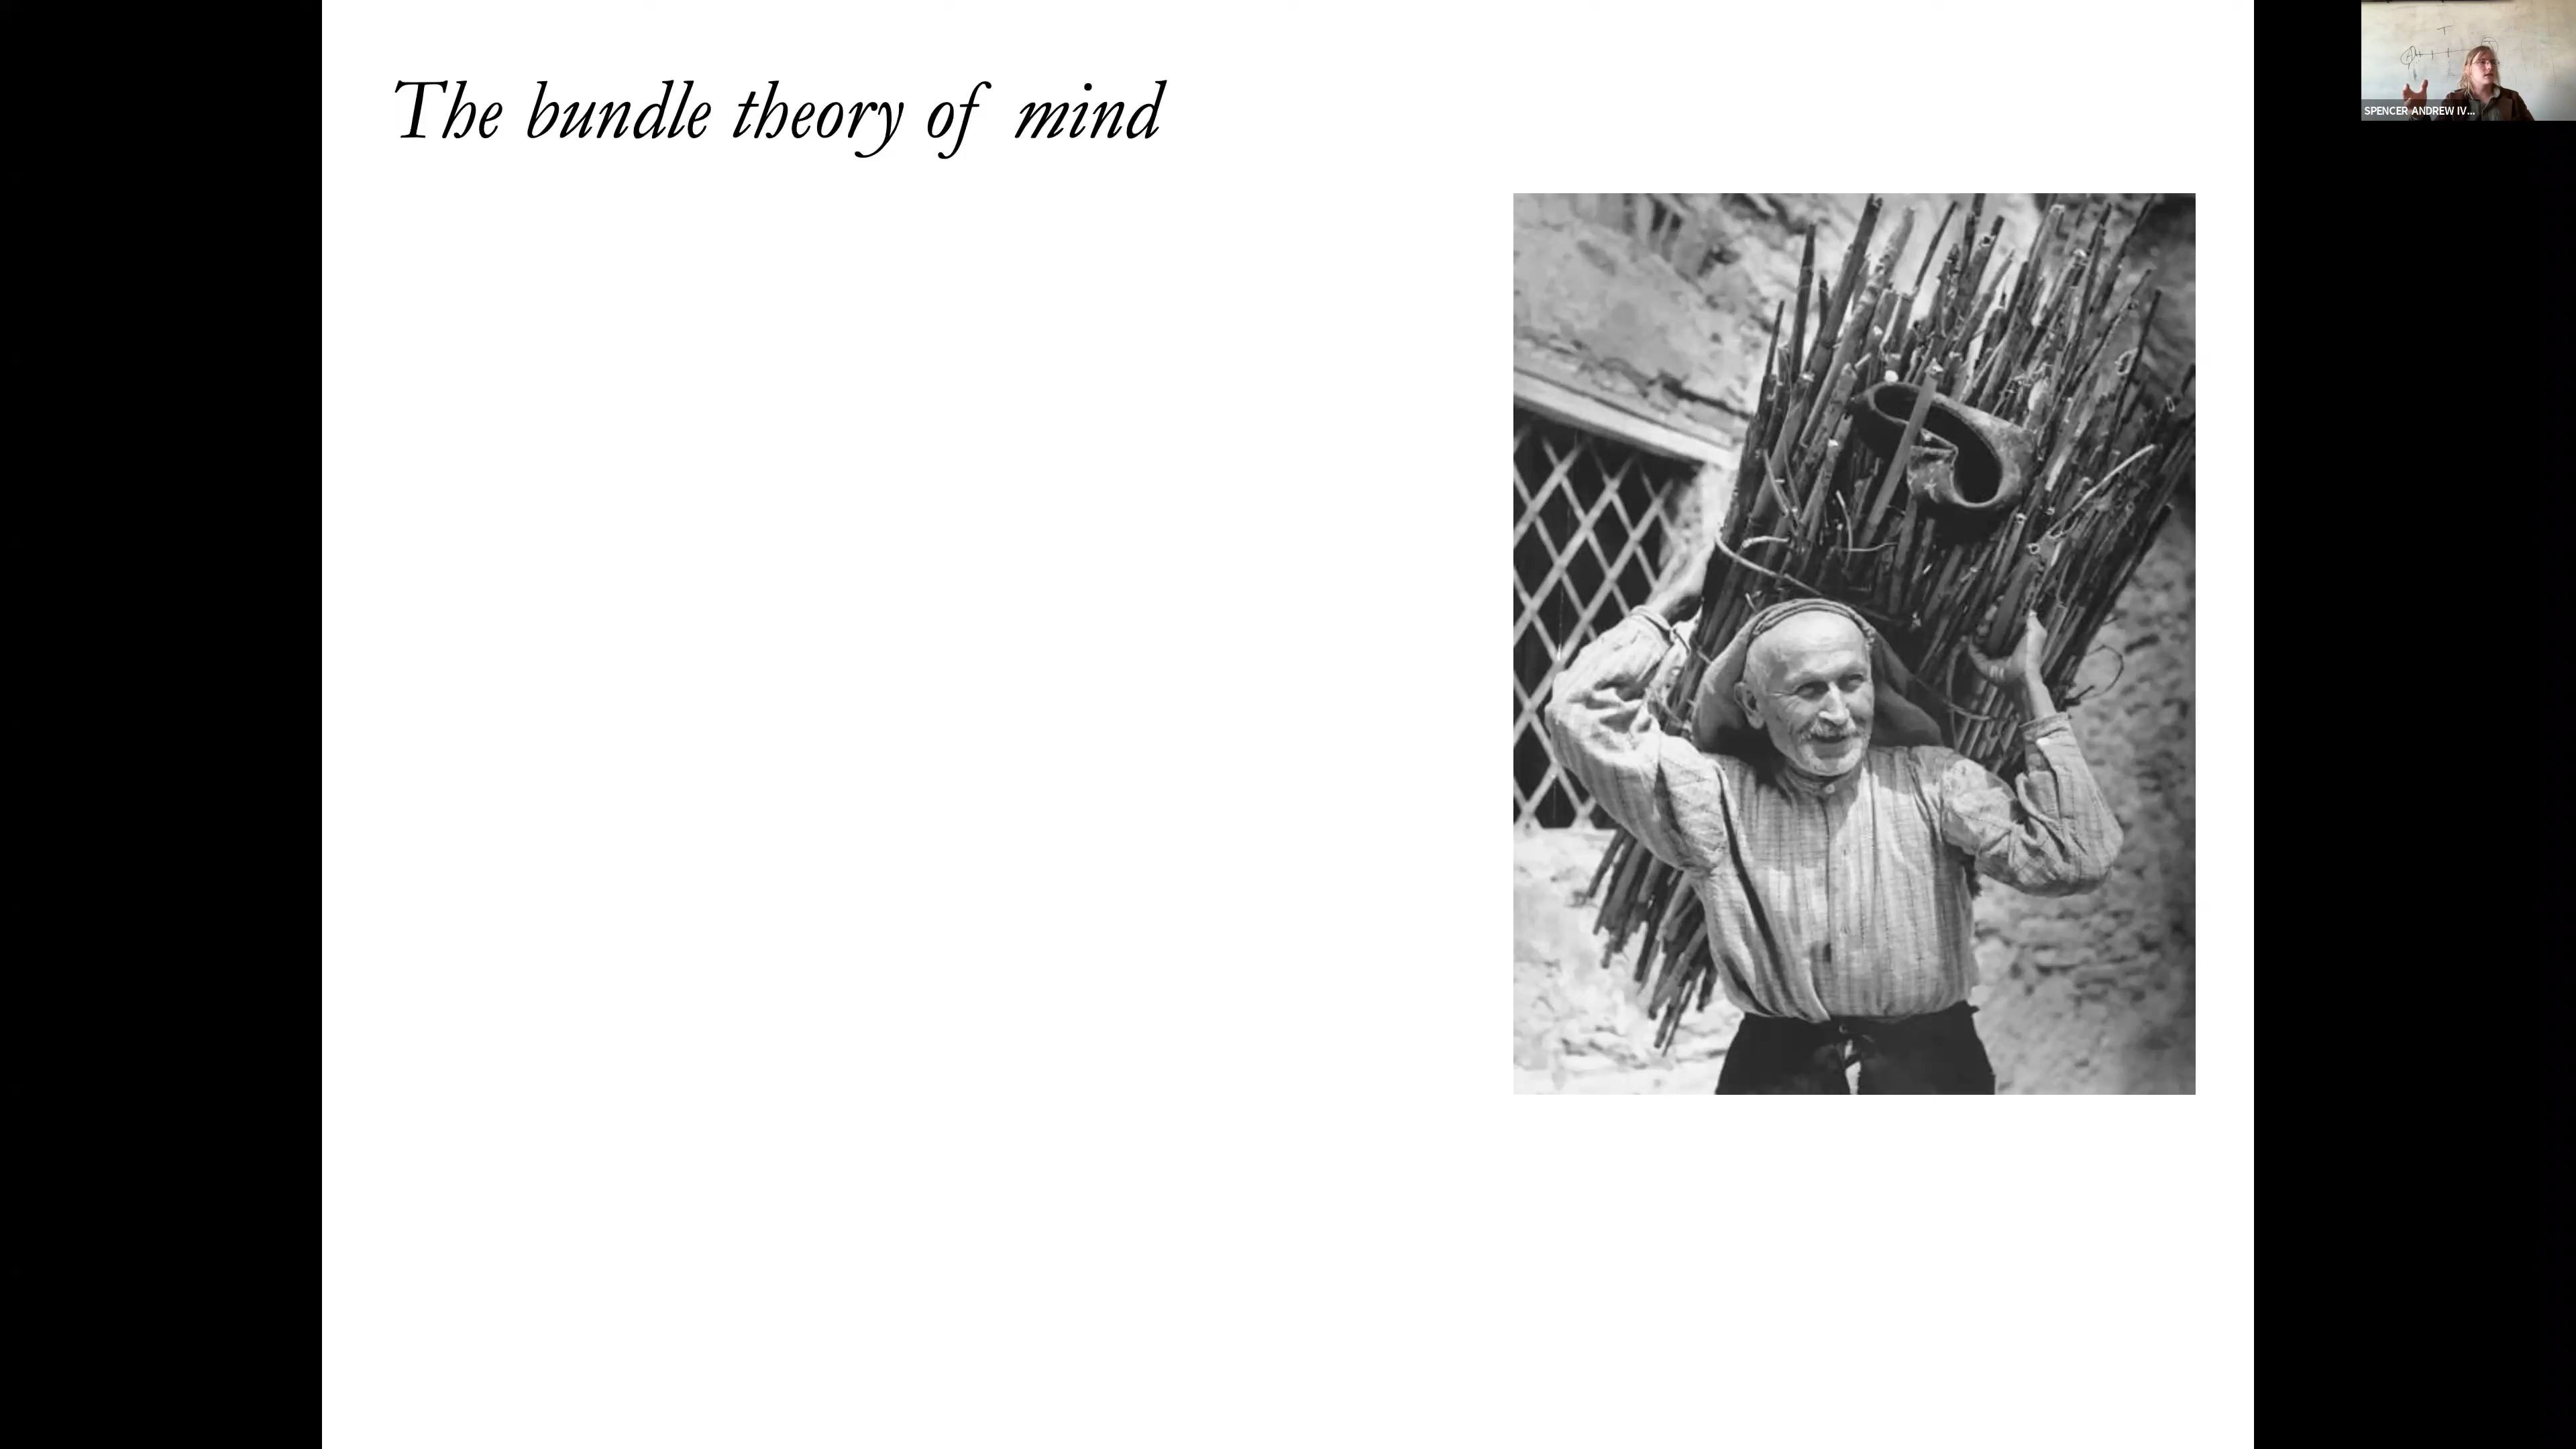 The bundle theory of mind
SPENCER ANDREW IV...